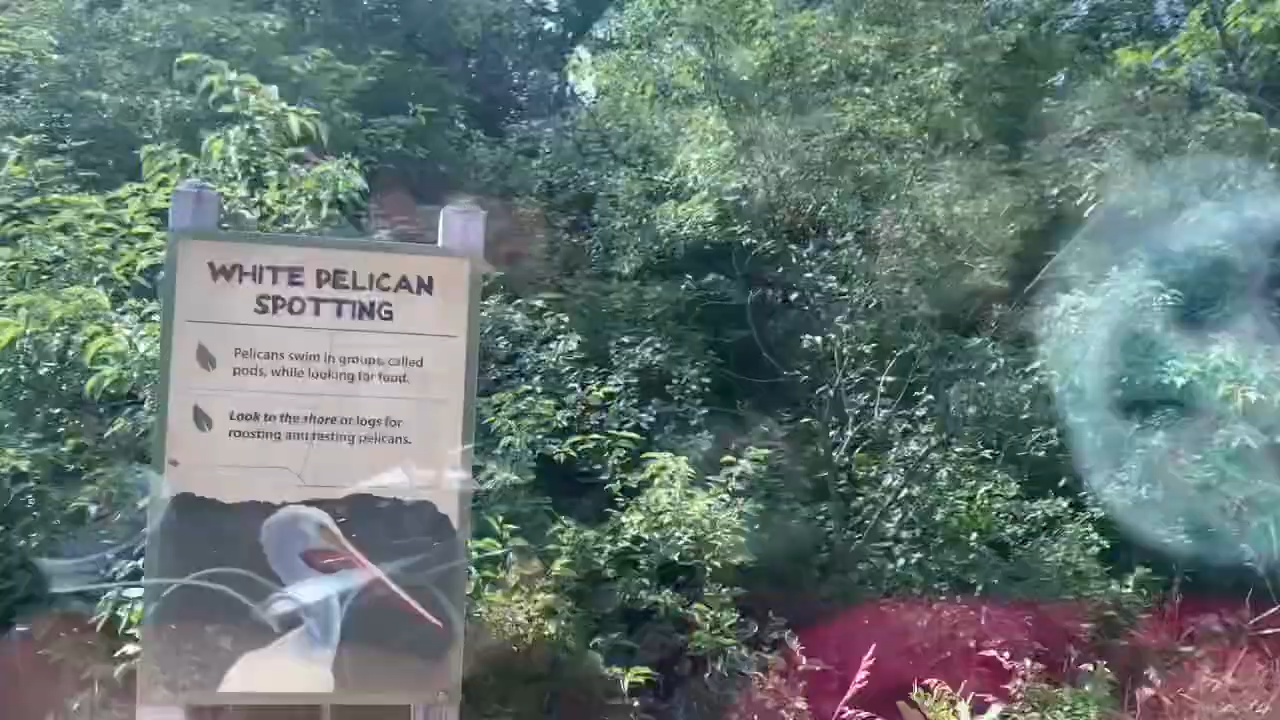 WHITE PELICAN
SPOTTING
Pelicans swim in groups, called
pods, while looking for food.
Look to the shore or logs for
roosting and resting pelicans.